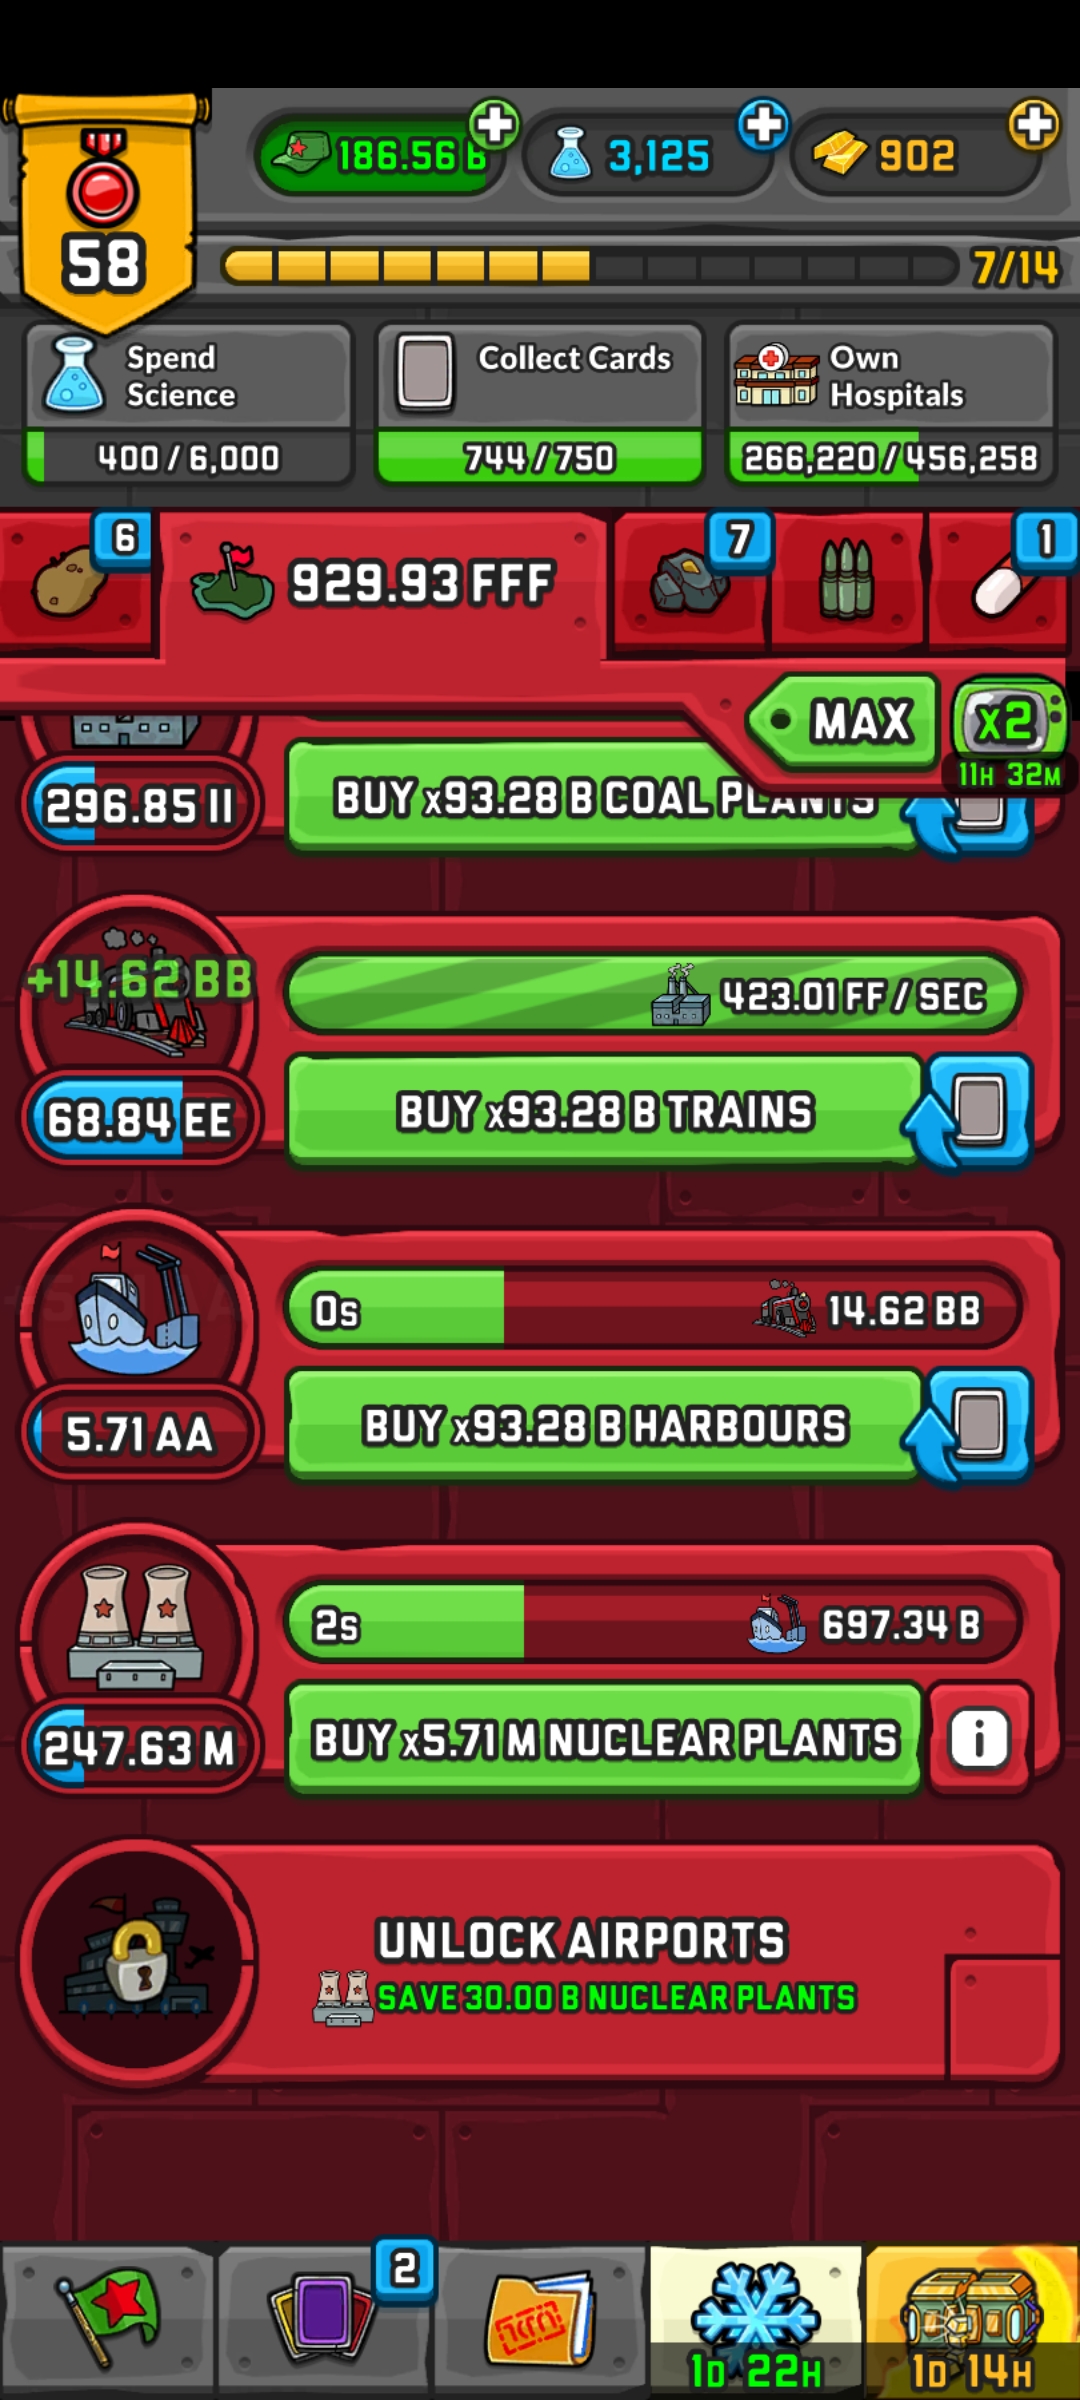 58
186.56 B
3,125
902
7/14
Spend
Science
400 / 6,000
Collect Cards
744 / 750
Own
Hospitals
266,220 / 456,258
6
929.93 FFF
7
1
MAX
x2
11H 32M
296.85 II
BUY x93.28 B COAL PLANTS
+14.62 BB
423.01 FF / SEC
68.84 EE
BUY x93.28 B TRAINS
0s
14.62 BB
5.71 AA
BUY x93.28 B HARBOURS
2s
697.34 B
247.63 M
BUY x5.71 M NUCLEAR PLANTS
i
UNLOCK AIRPORTS
SAVE 30.00 B NUCLEAR PLANTS
2
1D 22H
1D 14H